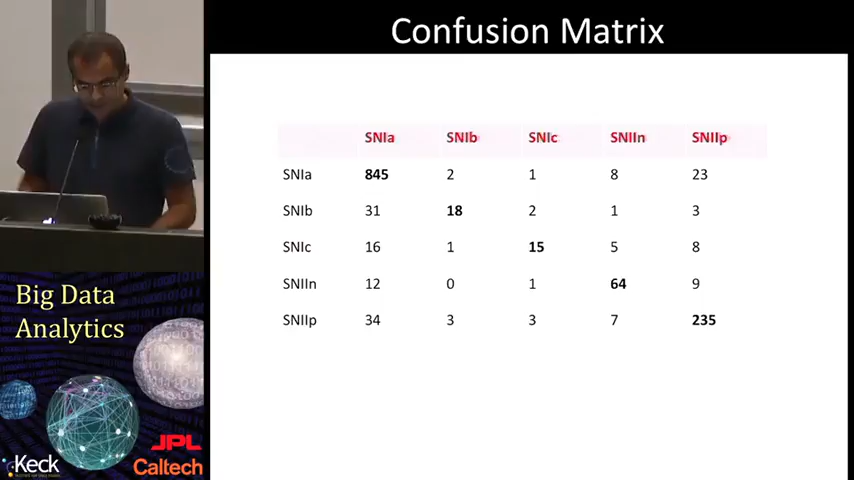 Confusion Matrix
SNIa SNIb SNIc SNIIn SNIIp
SNIa 845 2 1 8 23
SNIb 31 18 2 1 3
SNIc 16 1 15 5 8
SNIIn 12 0 1 64 9
SNIIp 34 3 3 7 235
Big Data
Analytics
JPL
Keck
Caltech